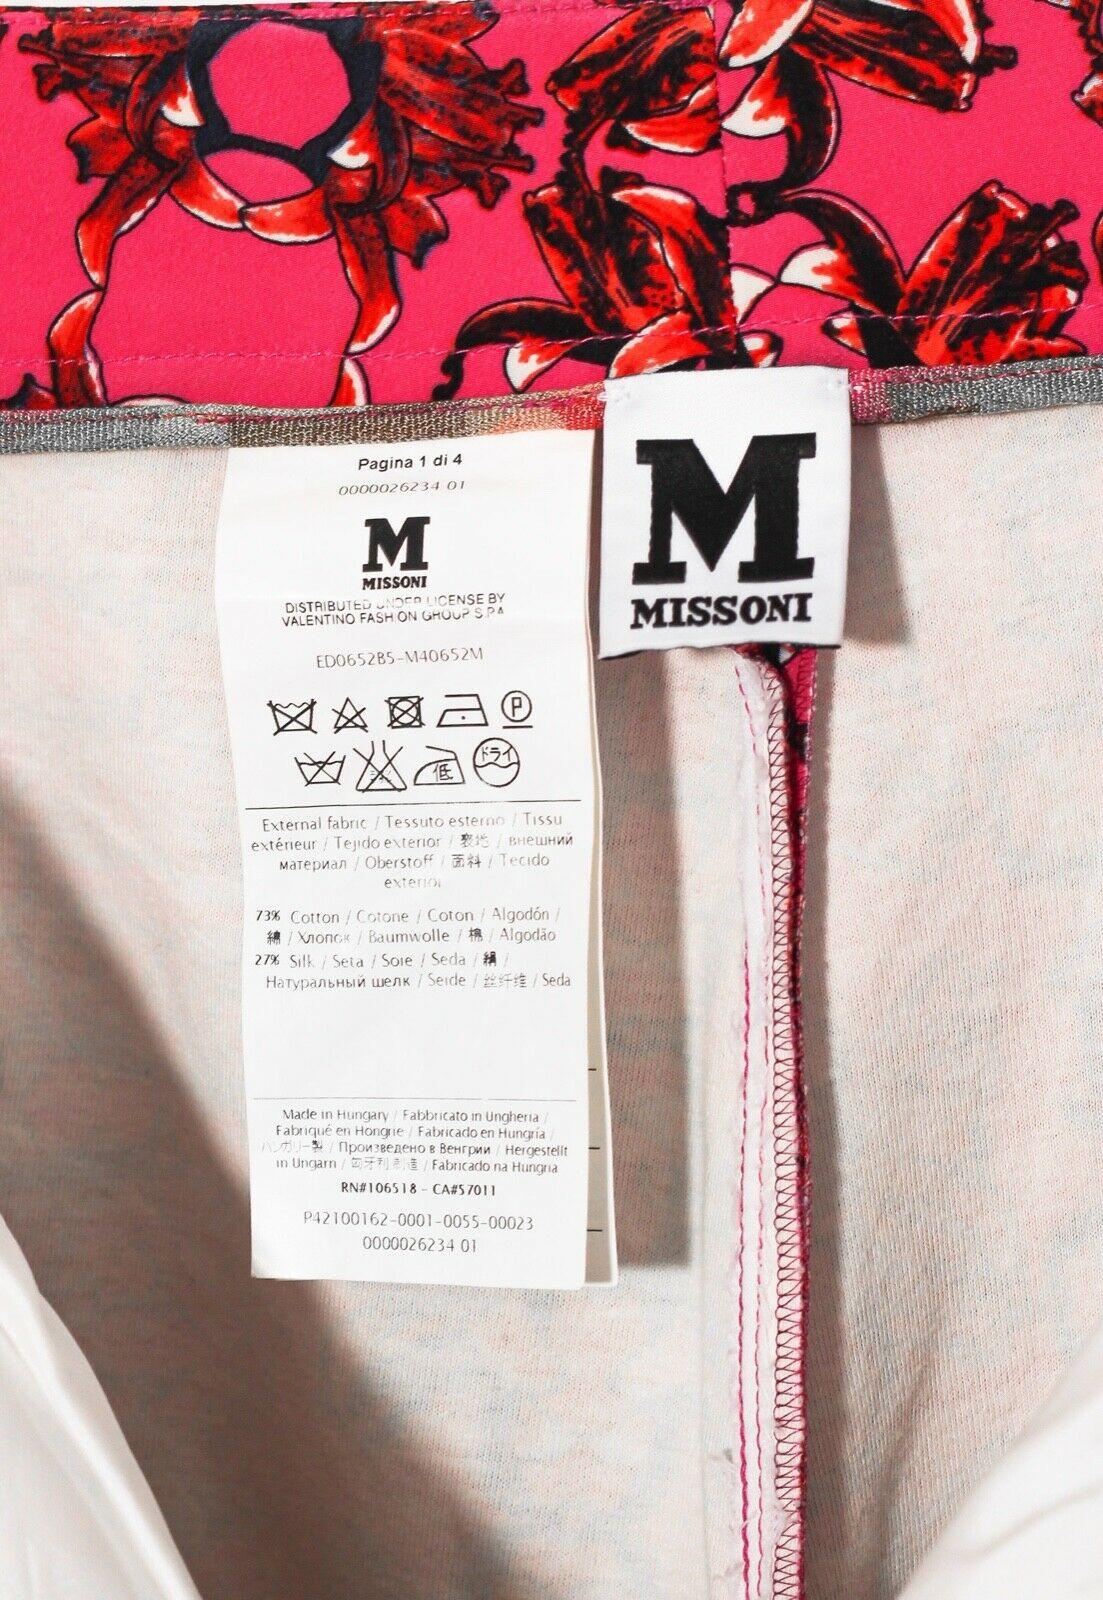 Pagina 1 di 4
0000026234 01
M
MISSONI
DISTRIBUTED UNDER LICENSE BY
VALENTINO FASHION GROUP S.P.A
ED0652B5-M40652M
P
ドライ
低
External fabric / Tessuto esterno / Tissu
extérieur / Tejido exterior / 表地 / внешний
материал / Oberstoff / 面料 / Tecido
exterior
73% Cotton / Cotone / Coton / Algodón /
綿 / Хлопок / Baumwolle / 棉 / Algodão
27% Silk / Seta / Soie / Seda / 絹 /
Натуральный шелк / Seide / 丝纤维 / Seda
Made in Hungary / Fabbricato in Ungheria /
Fabriqué en Hongrie / Fabricado en Hungría /
ハンガリー製 / Произведено в Венгрии / Hergestellt
in Ungarn / 匈牙利 制造 / Fabricado na Hungria
RN#106518 - CA#57011
P42100162-0001-0055-00023
0000026234 01
M
MISSONI